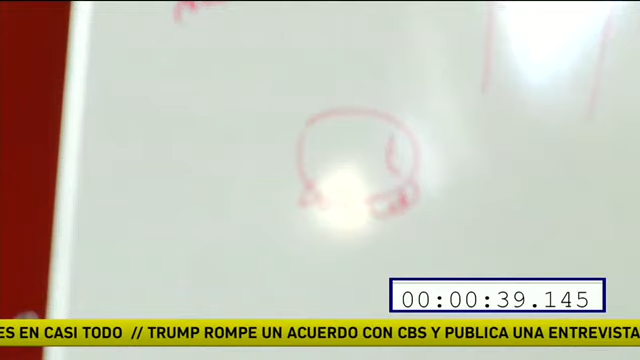 00:00:39.145
ES EN CASI TODO // TRUMP ROMPE UN ACUERDO CON CBS Y PUBLICA UNA ENTREVISTA